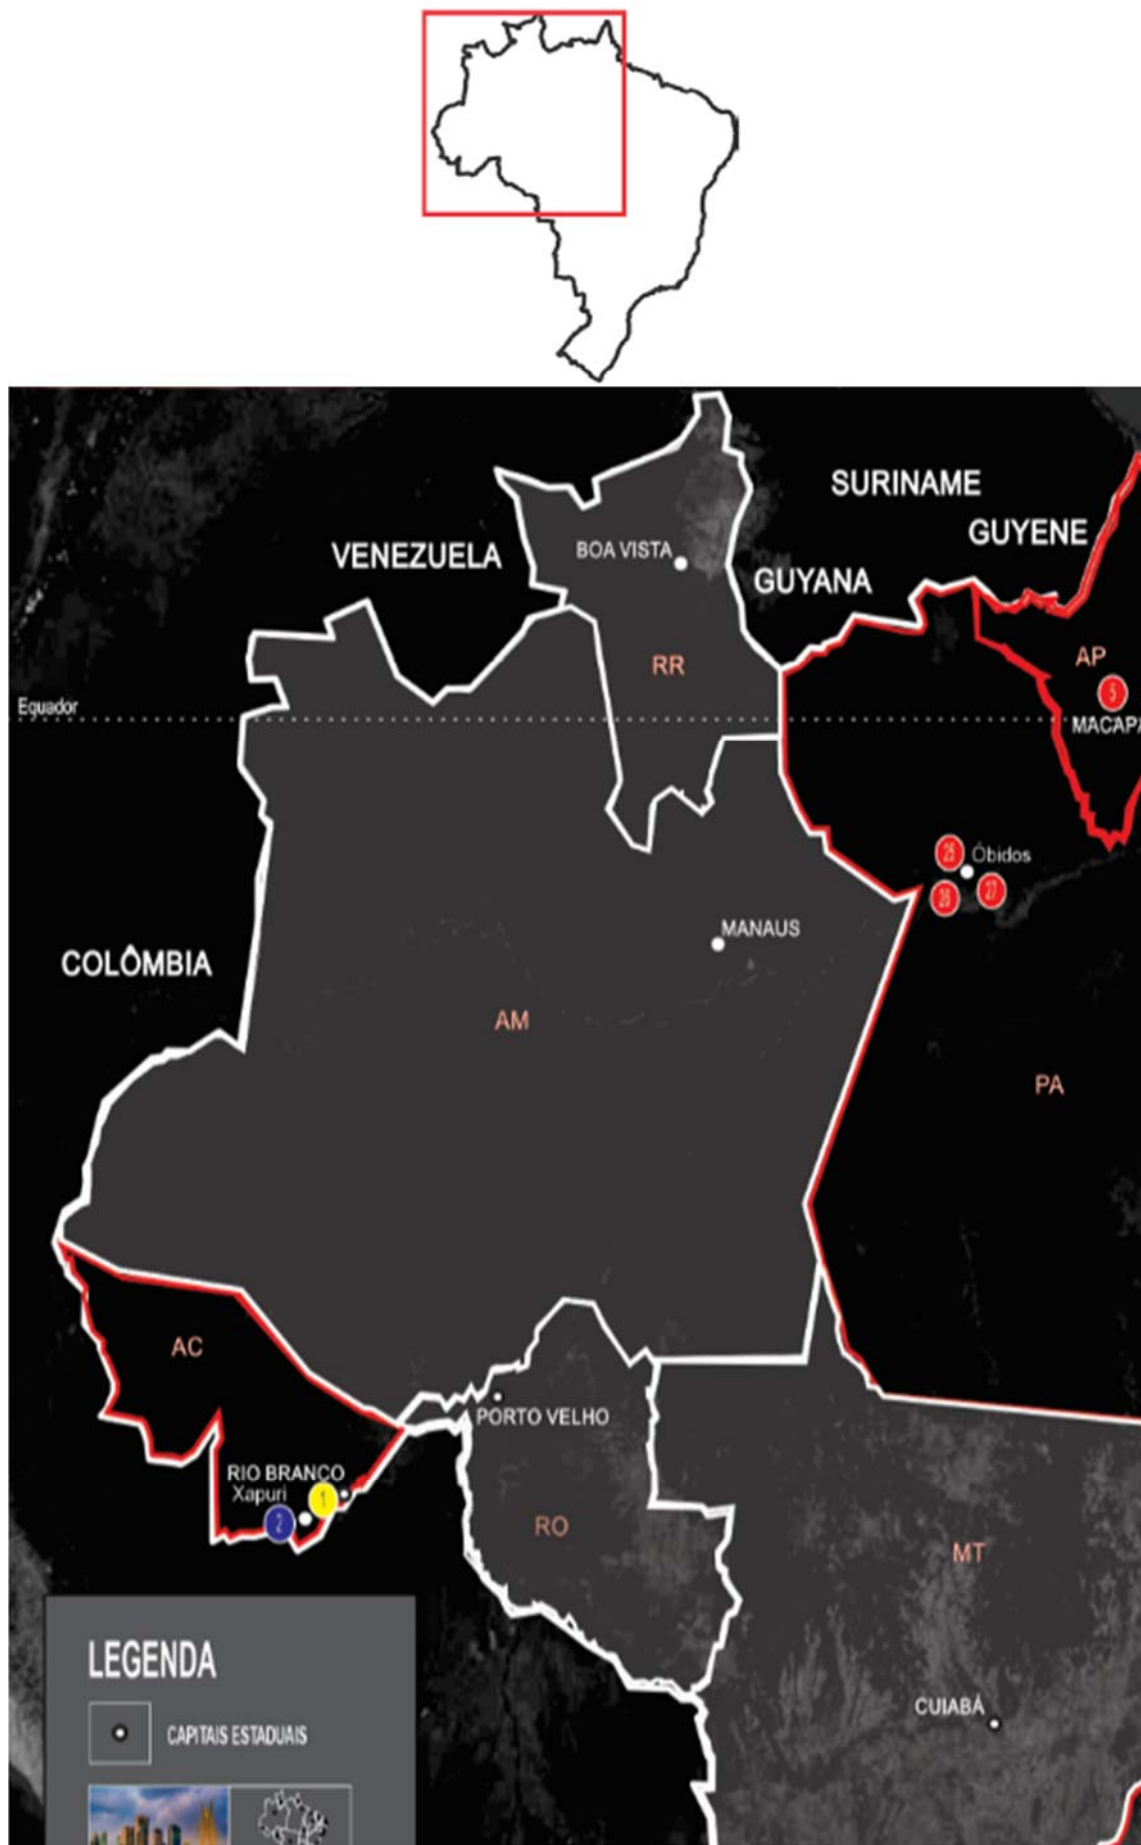 SURINAME
GUYENE
VENEZUELA
BOA VISTA
GUYANA
RR
AP
5
Equador
MACAPÁ
25
Óbidos
26
27
MANAUS
COLÔMBIA
AM
PA
AC
PORTO VELHO
RIO BRANCO
Xapuri
1
2
RO
MT
LEGENDA
CUIABÁ
CAPITAIS ESTADUAIS